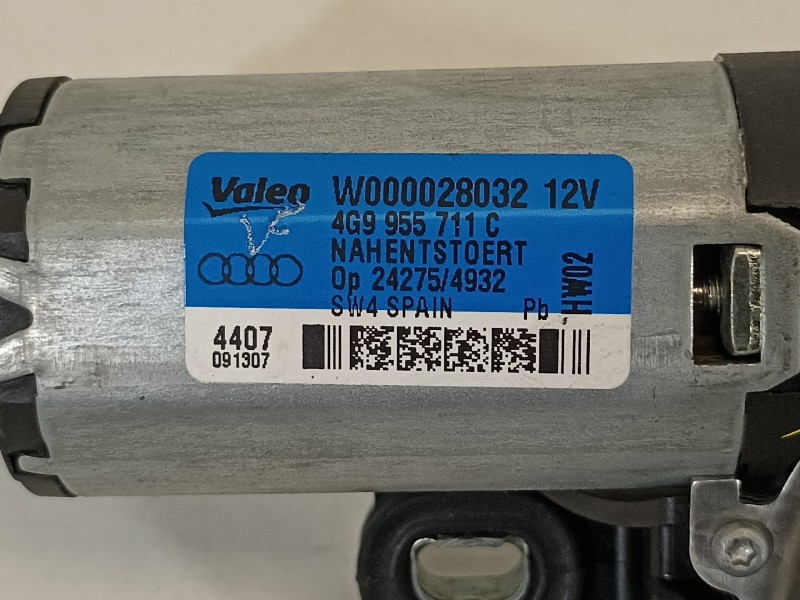 Valeo W000028032 12V
4G9 955 711 C
NAHENTSTOERT
Op 24275/4932
SW4 SPAIN Pb
HW02
4407
091307